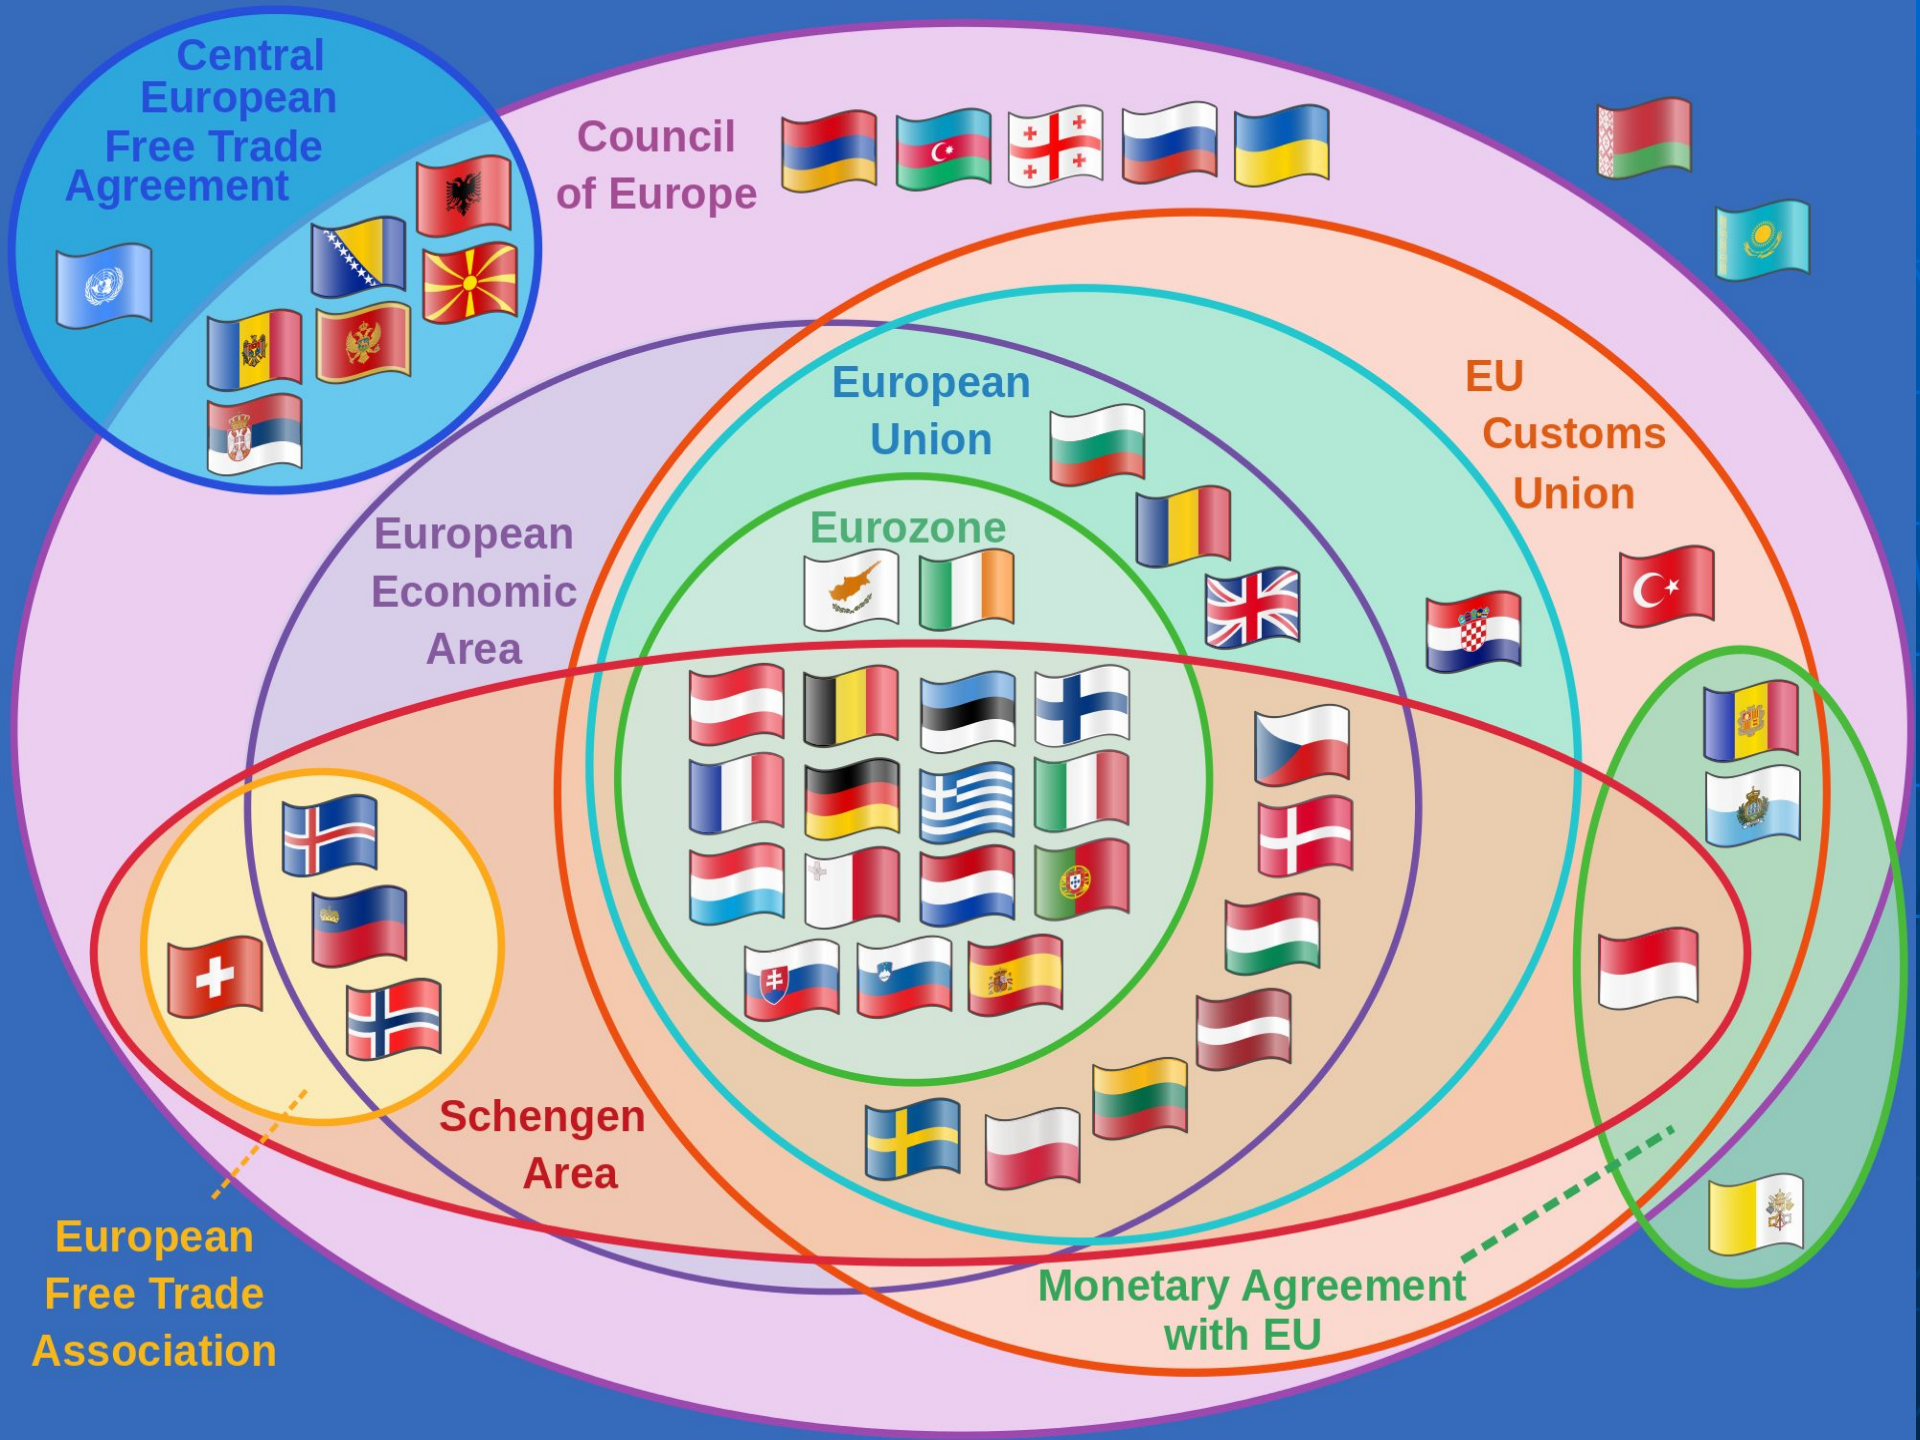 Central
European
Free Trade
Agreement
Council
of Europe
European
Union
EU
Customs
Union
European
Economic
Area
Eurozone
Schengen
Area
European
Free Trade
Association
Monetary Agreement
with EU